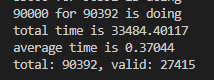 90000 for 90392 is doing
total time is 33484.40117
average time is 0.37044
total: 90392, valid: 27415